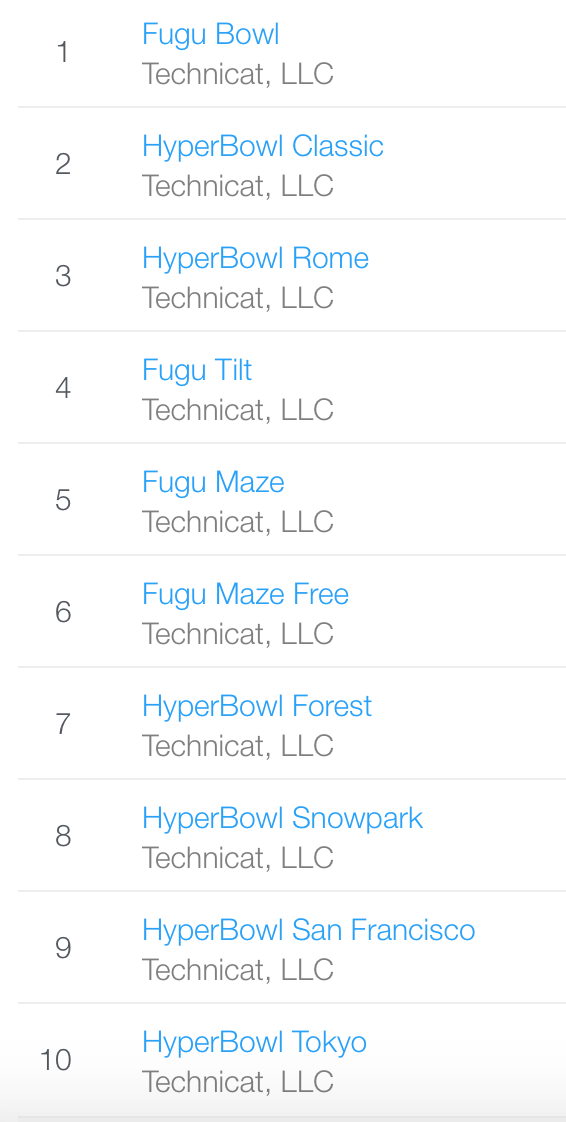 1
Fugu Bowl
Technicat, LLC
2
HyperBowl Classic
Technicat, LLC
3
HyperBowl Rome
Technicat, LLC
4
Fugu Tilt
Technicat, LLC
5
Fugu Maze
Technicat, LLC
6
Fugu Maze Free
Technicat, LLC
7
HyperBowl Forest
Technicat, LLC
8
HyperBowl Snowpark
Technicat, LLC
9
HyperBowl San Francisco
Technicat, LLC
10
HyperBowl Tokyo
Technicat, LLC